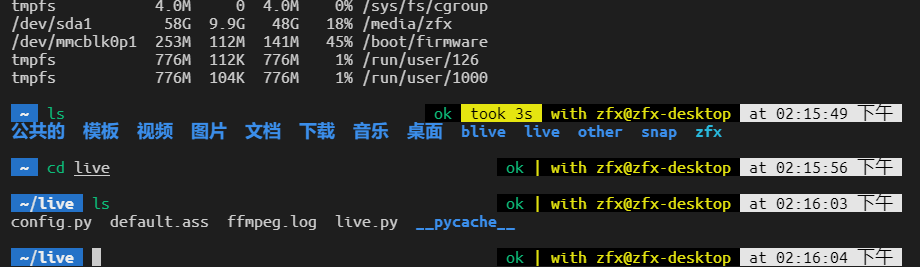 tmpfs 4.0M 0 4.0M 0% /sys/fs/cgroup
/dev/sda1 58G 9.9G 48G 18% /media/zfx
/dev/mmcblk0p1 253M 112M 141M 45% /boot/firmware
tmpfs 776M 112K 776M 1% /run/user/126
tmpfs 776M 104K 776M 1% /run/user/1000
~ ls ok took 3s with zfx@zfx-desktop at 02:15:49 下午
公共的 模板 视频 图片 文档 下载 音乐 桌面 blive live other snap zfx
~ cd live ok | with zfx@zfx-desktop at 02:15:56 下午
~/live ls ok | with zfx@zfx-desktop at 02:16:03 下午
config.py default.ass ffmpeg.log live.py __pycache__
~/live ok | with zfx@zfx-desktop at 02:16:04 下午